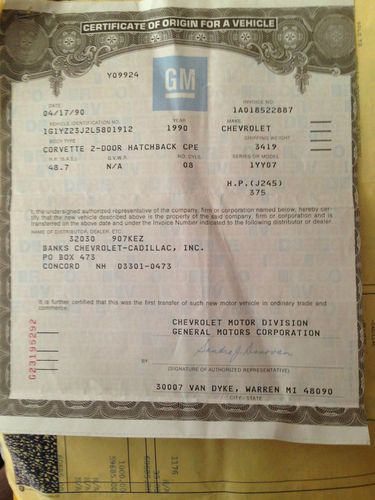 CERTIFICATE OF ORIGIN FOR A VEHICLE
Y09924
GM
DATE
INVOICE NO.
04/17/90
1A018522887
VEHICLE IDENTIFICATION NO.
YEAR
MAKE
1G1YZ23J2L5801912
1990
CHEVROLET
BODY TYPE
SHIPPING WEIGHT
CORVETTE 2-DOOR HATCHBACK CPE
3419
H.P. (S.A.E.)
G.V.W.R.
NO. CYLS.
SERIES OR MODEL
48.7
N/A
08
1YY07
H.P.(J245)
375
I, the undersigned authorized representative of the company, firm or corporation named below, hereby certify that the new vehicle described above is the property of the said company, firm or corporation and is transferred on the above date and under the Invoice Number indicated to the following distributor or dealer.
NAME OF DISTRIBUTOR, DEALER, ETC.
32030 907KEZ
BANKS CHEVROLET-CADILLAC, INC.
PO BOX 473
CONCORD NH 03301-0473
It is further certified that this was the first transfer of such new motor vehicle in ordinary trade and commerce.
CHEVROLET MOTOR DIVISION
GENERAL MOTORS CORPORATION
Sandra J. Donovan
BY
(SIGNATURE OF AUTHORIZED REPRESENTATIVE)
30007 VAN DYKE, WARREN MI 48090
CITY - STATE
G23195292
1176
N/A